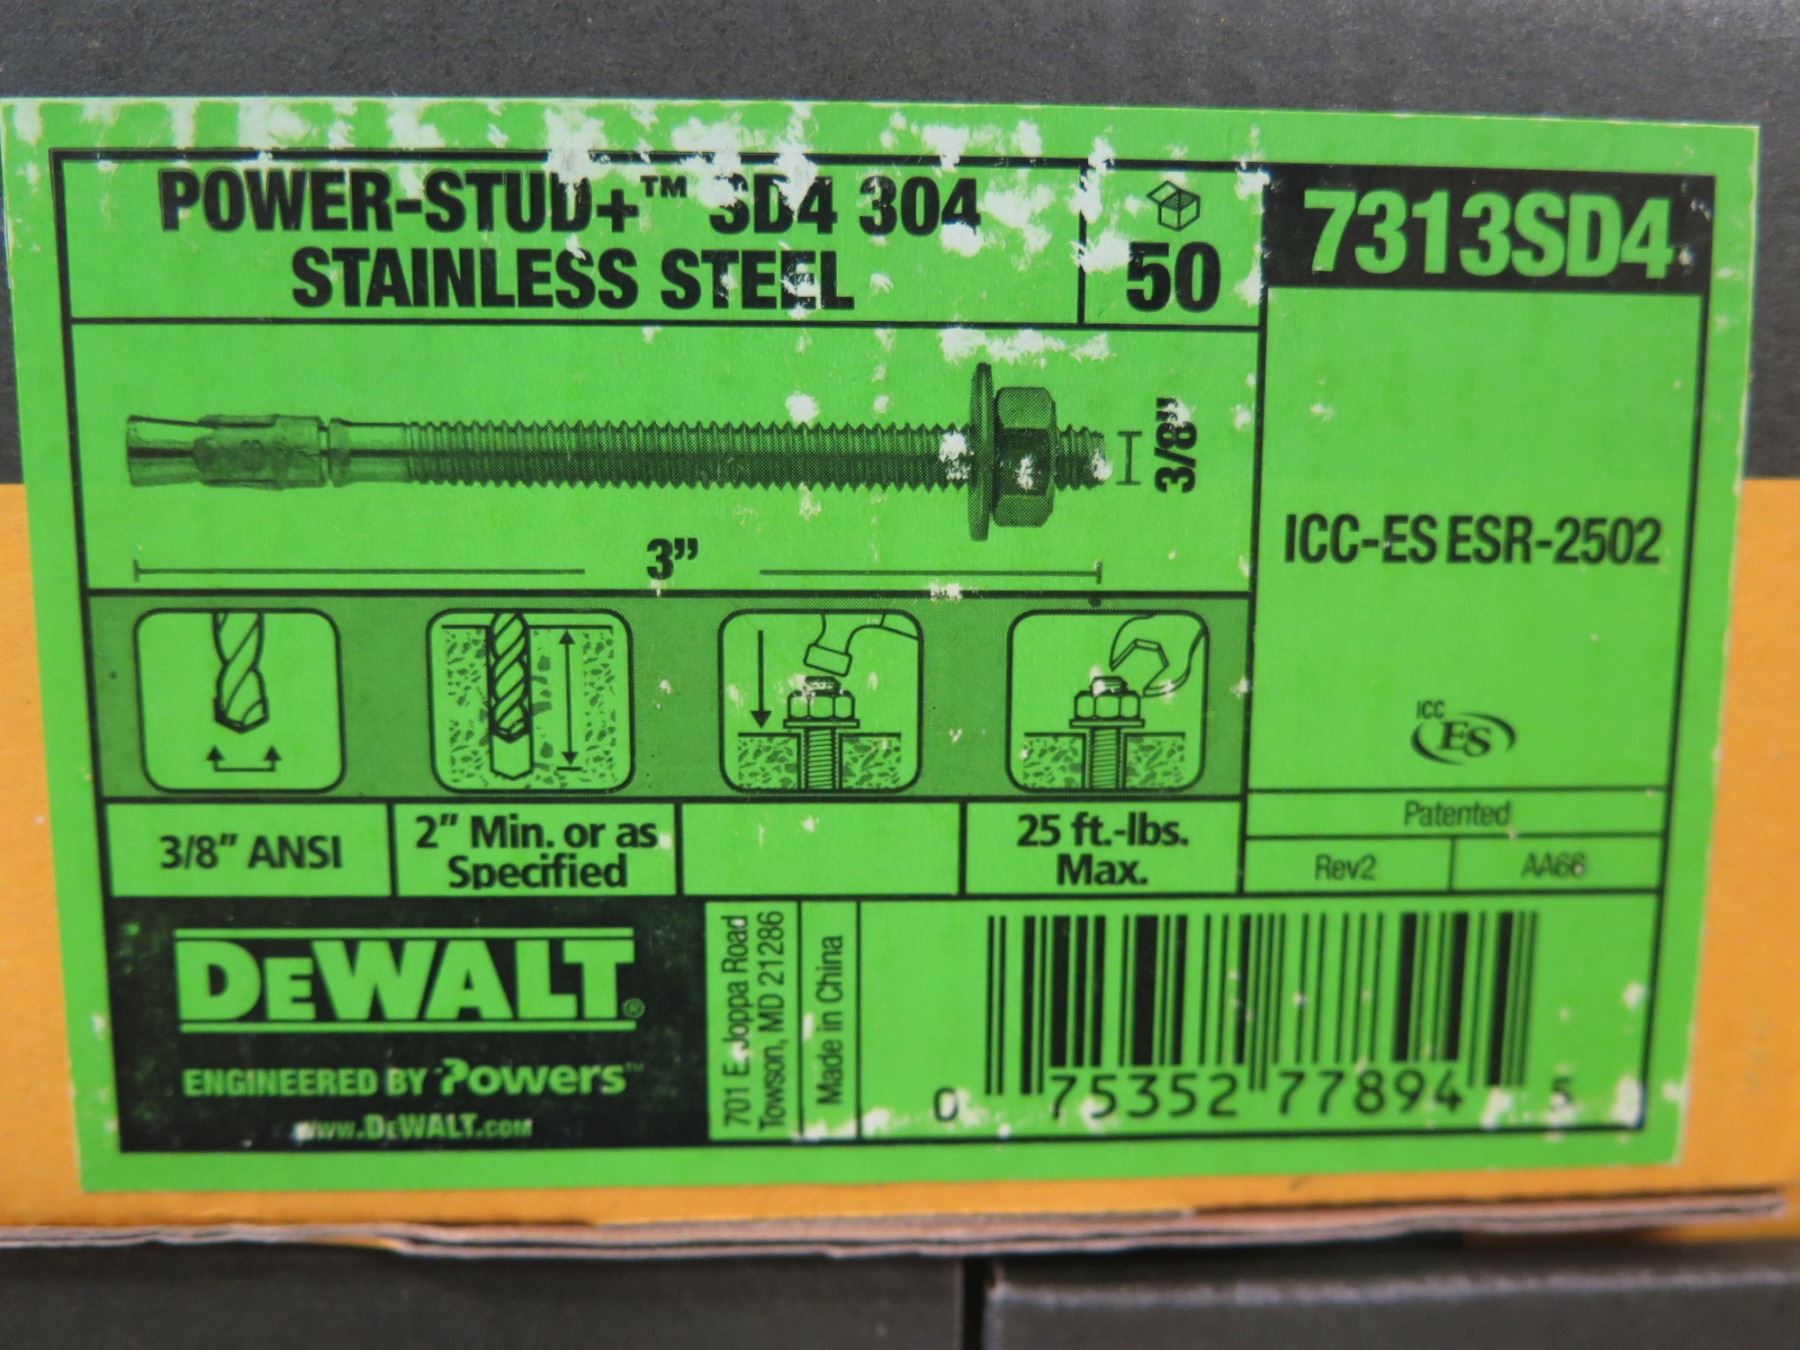 POWER-STUD+™ SD4 304
STAINLESS STEEL
50
7313SD4
3/8"
3"
ICC-ES ESR-2502
ICC
ES
3/8" ANSI
2" Min. or as
Specified
25 ft.-lbs.
Max.
Patented
Rev2
AA66
DEWALT®
ENGINEERED BY Powers™
www.DEWALT.COM
701 E. Joppa Road
Towson, MD 21286
Made in China
0 75352 77894 5